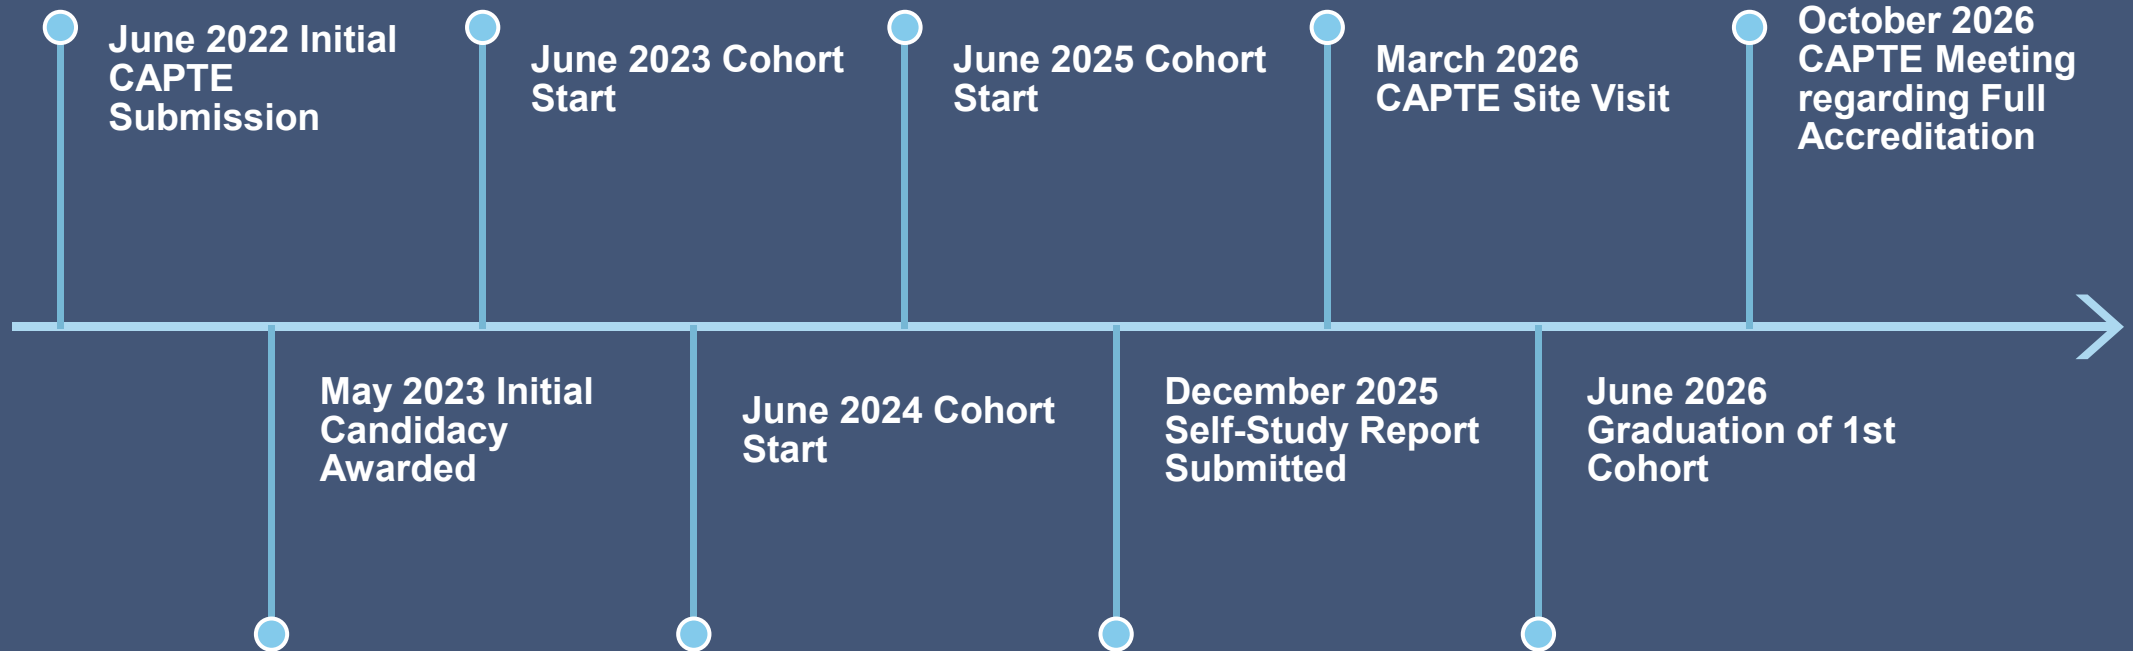 June 2022 Initial
CAPTE
Submission
May 2023 Initial
Candidacy
Awarded
June 2023 Cohort
Start
June 2024 Cohort
Start
June 2025 Cohort
Start
December 2025
Self-Study Report
Submitted
March 2026
CAPTE Site Visit
June 2026
Graduation of 1st
Cohort
October 2026
CAPTE Meeting
regarding Full
Accreditation